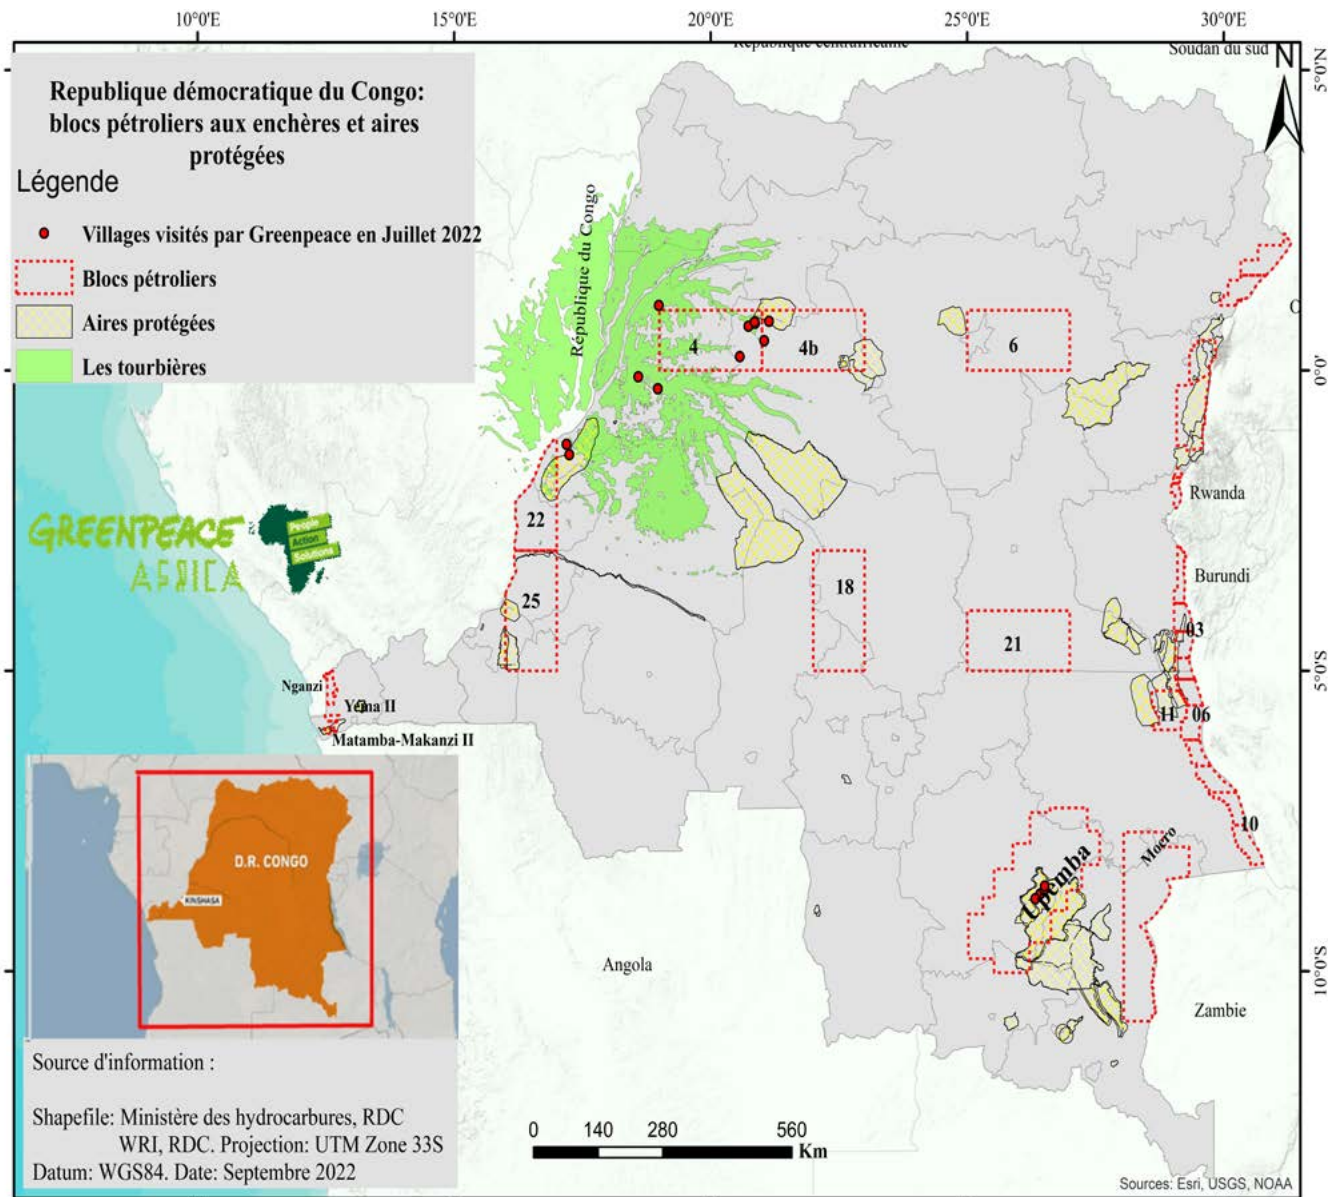 10°0'E
15°0'E
20°0'E
25°0'E
30°0'E
République centrafricaine
Soudan du sud
N
5°0'N
Republique démocratique du Congo:
blocs pétroliers aux enchères et aires
protégées
Légende
Villages visités par Greenpeace en Juillet 2022
Blocs pétroliers
Aires protégées
Les tourbières
République du Congo
4
4b
6
0°0'
Rwanda
22
GREENPEACE
AFRICA
People
Action
Solutions
18
Burundi
25
21
03
5°0'S
Nganzi
Yema II
Matamba-Makanzi II
11
06
10
Moero
Upemba
D.R. CONGO
KINSHASA
Angola
10°0'S
Zambie
Source d'information :
Shapefile: Ministère des hydrocarbures, RDC
WRI, RDC. Projection: UTM Zone 33S
Datum: WGS84. Date: Septembre 2022
0 140 280 560
Km
Sources: Esri, USGS, NOAA